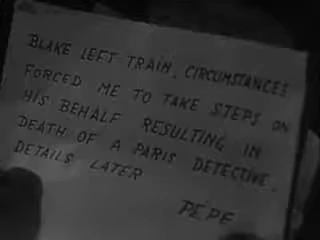 BLAKE LEFT TRAIN, CIRCUMSTANCES
FORCED ME TO TAKE STEPS ON
HIS BEHALF RESULTING IN
DEATH OF A PARIS DETECTIVE.
DETAILS LATER
PEPE